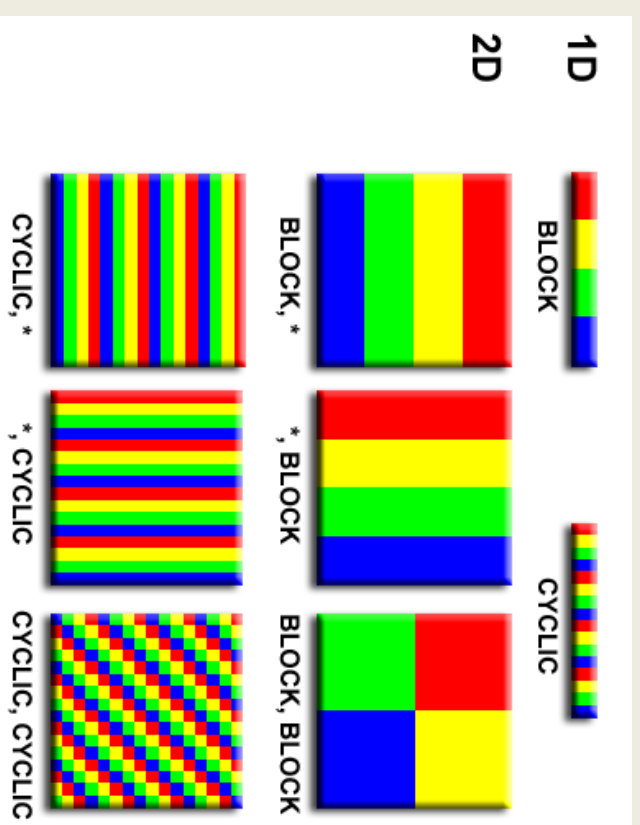 1D
BLOCK
CYCLIC
2D
BLOCK, *
*, BLOCK
BLOCK, BLOCK
CYCLIC, *
*, CYCLIC
CYCLIC, CYCLIC